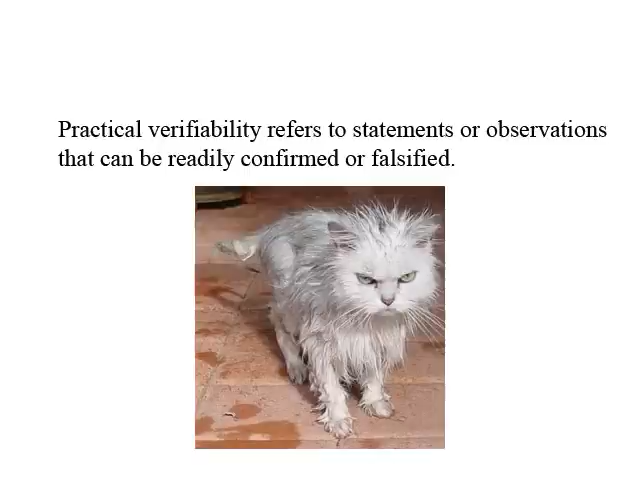 Practical verifiability refers to statements or observations
that can be readily confirmed or falsified.